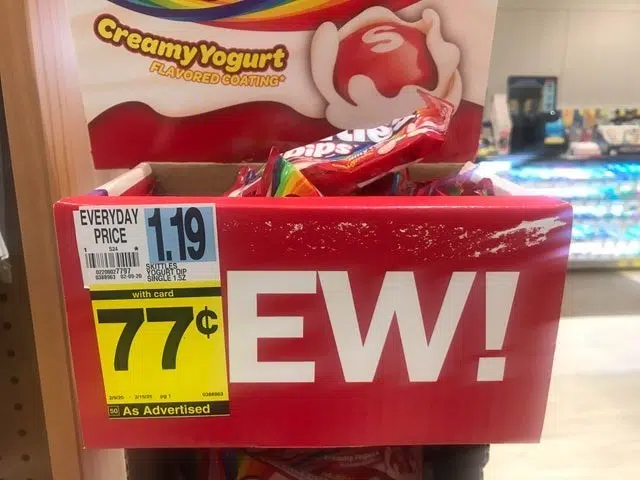 Creamy Yogurt
FLAVORED COATING*
Dips
EVERYDAY
PRICE
1.19
SKITTLES
YOGURT DIP
SINGLE 1.5Z
with card
77¢
As Advertised
EW!